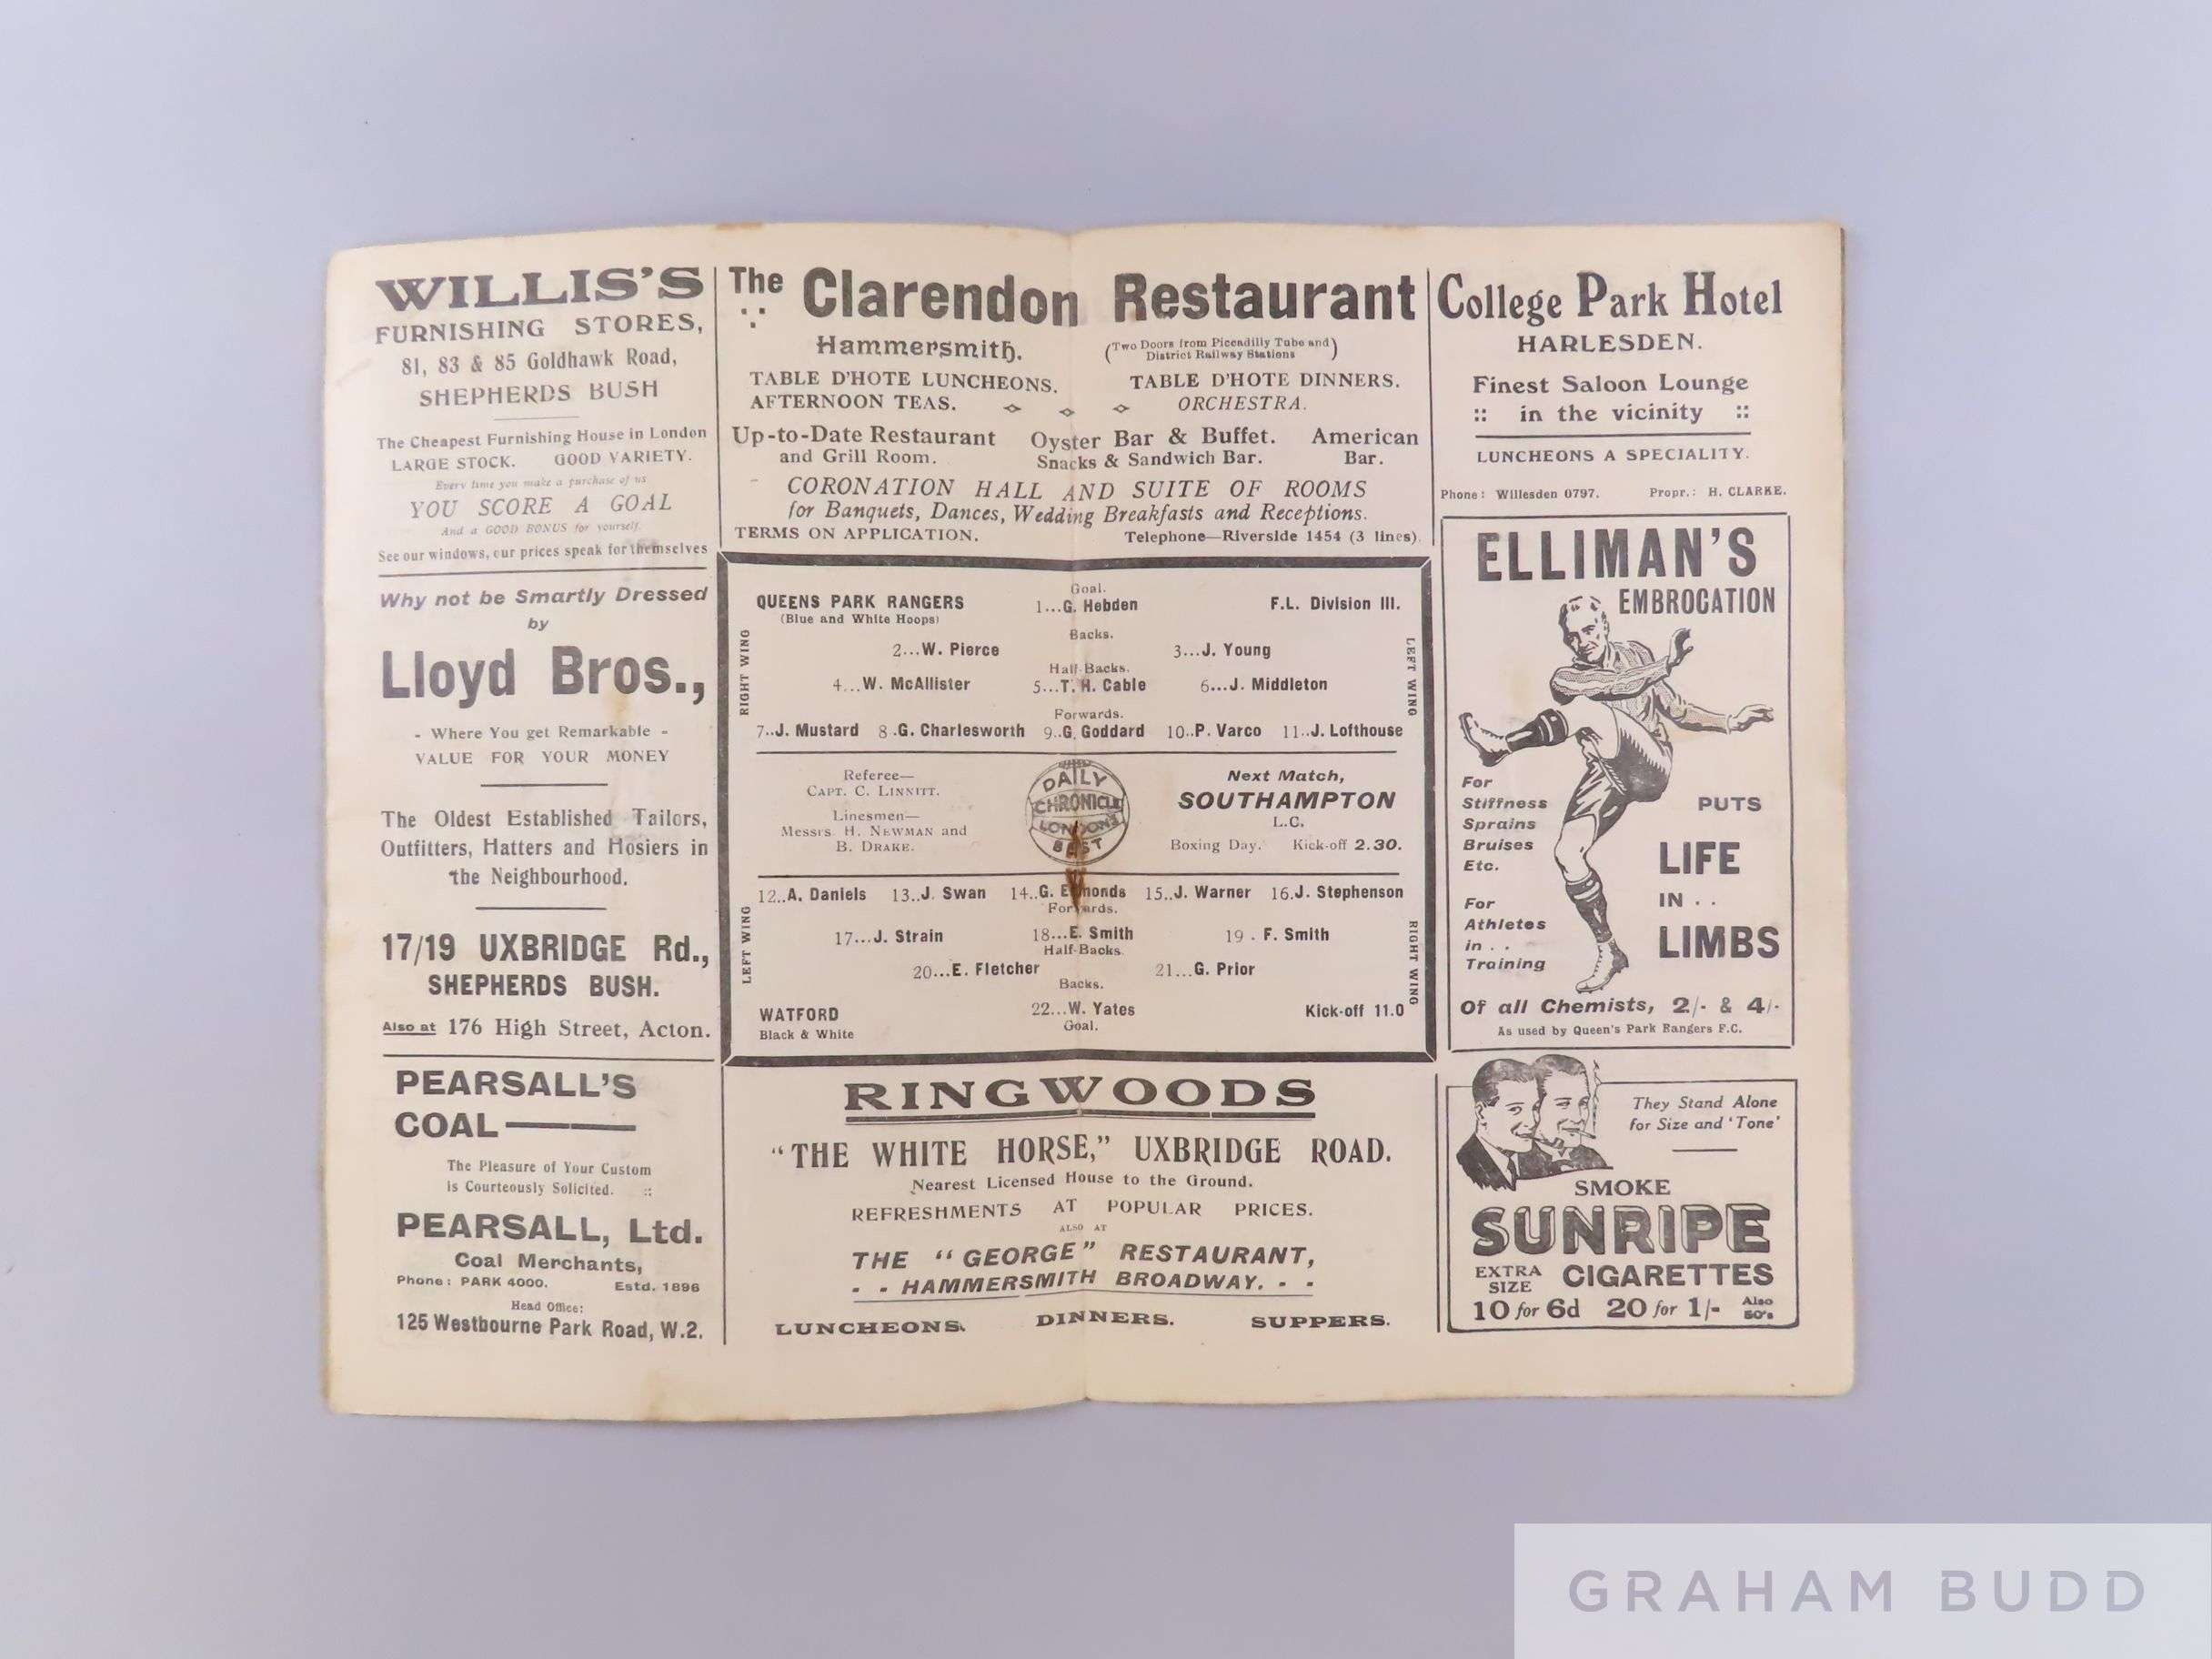 WILLIS'S
FURNISHING STORES,
81, 83 & 85 Goldhawk Road,
SHEPHERDS BUSH
The Cheapest Furnishing House in London
LARGE STOCK. GOOD VARIETY.
Every time you make a purchase of us
YOU SCORE A GOAL
And a GOOD BONUS for yourself.
See our windows, our prices speak for themselves
Why not be Smartly Dressed
by
Lloyd Bros.,
- Where You get Remarkable -
VALUE FOR YOUR MONEY
The Oldest Established Tailors,
Outfitters, Hatters and Hosiers in
the Neighbourhood.
17/19 UXBRIDGE Rd.,
SHEPHERDS BUSH.
Also at 176 High Street, Acton.
PEARSALL'S
COAL
The Pleasure of Your Custom
is Courteously Solicited. ::
PEARSALL, Ltd.
Coal Merchants,
Phone: PARK 4000. Estd. 1896
Head Office:
125 Westbourne Park Road, W.2.
The Clarendon Restaurant
Hammersmith. (Two Doors from Piccadilly Tube and
District Railway Stations)
TABLE D'HOTE LUNCHEONS. TABLE D'HOTE DINNERS.
AFTERNOON TEAS. ORCHESTRA.
Up-to-Date Restaurant Oyster Bar & Buffet. American
and Grill Room. Snacks & Sandwich Bar. Bar.
CORONATION HALL AND SUITE OF ROOMS
for Banquets, Dances, Wedding Breakfasts and Receptions.
TERMS ON APPLICATION. Telephone—Riverside 1454 (3 lines).
Goal.
QUEENS PARK RANGERS 1...G. Hebden F.L. Division III.
(Blue and White Hoops)
Backs.
2...W. Pierce 3...J. Young
Half-Backs.
4...W. McAllister 5...T. H. Cable 6...J. Middleton
Forwards.
7..J. Mustard 8.G. Charlesworth 9..G. Goddard 10..P. Varco 11..J. Lofthouse
RIGHT WING
LEFT WING
Referee—
CAPT. C. LINNITT.
Linesmen—
Messrs. H. NEWMAN and
B. DRAKE.
DAILY
CHRONICLE
LONDON'S
BEST
Next Match,
SOUTHAMPTON
L.C.
Boxing Day. Kick-off 2.30.
12..A. Daniels 13..J. Swan 14..G. Edmonds 15..J. Warner 16.J. Stephenson
Forwards.
17...J. Strain 18...E. Smith 19 . F. Smith
Half-Backs.
20...E. Fletcher 21...G. Prior
Backs.
WATFORD 22...W. Yates Kick-off 11.0
Black & White Goal.
LEFT WING
RIGHT WING
RINGWOODS
"THE WHITE HORSE," UXBRIDGE ROAD.
Nearest Licensed House to the Ground.
REFRESHMENTS AT POPULAR PRICES.
ALSO AT
THE "GEORGE" RESTAURANT,
- - HAMMERSMITH BROADWAY. - -
LUNCHEONS. DINNERS. SUPPERS.
College Park Hotel
HARLESDEN.
Finest Saloon Lounge
:: in the vicinity ::
LUNCHEONS A SPECIALITY.
Phone: Willesden 0797. Propr.: H. CLARKE.
ELLIMAN'S
EMBROCATION
For
Stiffness
Sprains
Bruises
Etc.
For
Athletes
in . .
Training
PUTS
LIFE
IN . .
LIMBS
Of all Chemists, 2/- & 4/-
As used by Queen's Park Rangers F.C.
They Stand Alone
for Size and 'Tone'
SMOKE
SUNRIPE
EXTRA SIZE CIGARETTES
10 for 6d 20 for 1/- Also 50's
GRAHAM BUDD